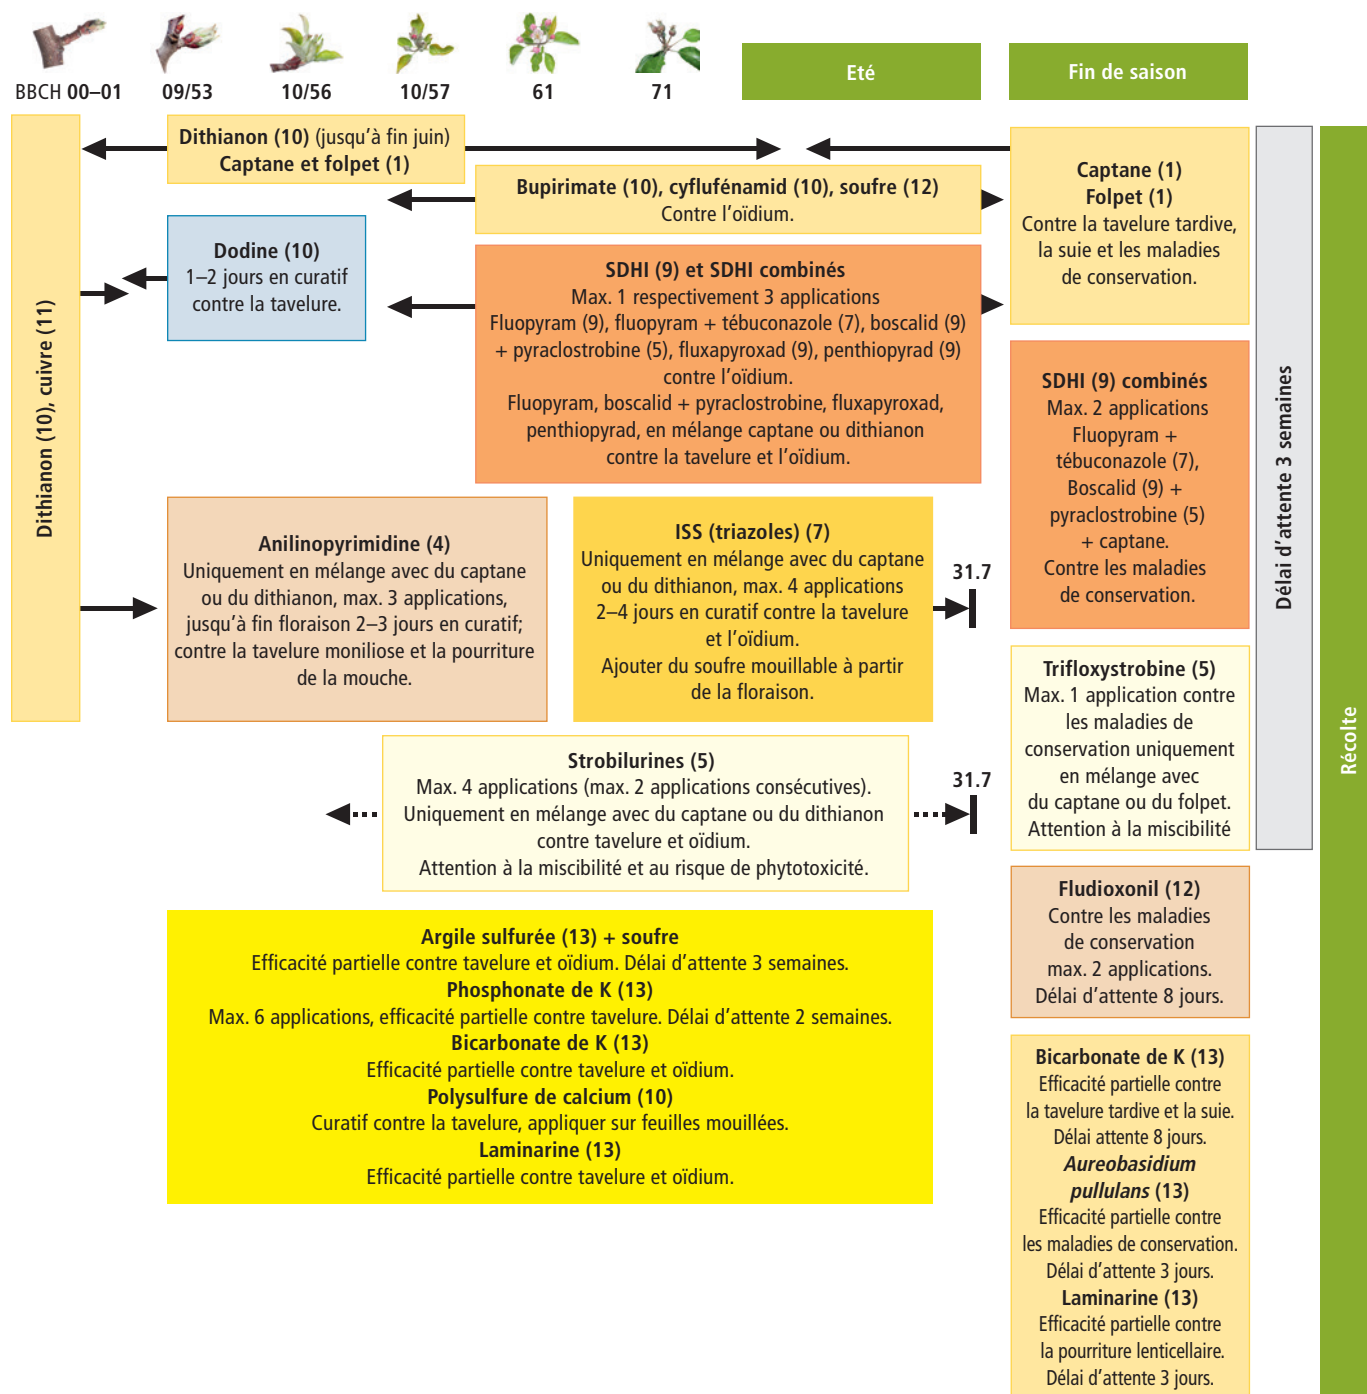 BBCH 00–01
09/53
10/56
10/57
61
71
Eté
Fin de saison
Dithianon (10), cuivre (11)
Dithianon (10) (jusqu'à fin juin)
Captane et folpet (1)
Bupirimate (10), cyflufénamid (10), soufre (12)
Contre l'oïdium.
Dodine (10)
1–2 jours en curatif
contre la tavelure.
SDHI (9) et SDHI combinés
Max. 1 respectivement 3 applications
Fluopyram (9), fluopyram + tébuconazole (7), boscalid (9)
+ pyraclostrobine (5), fluxapyroxad (9), penthiopyrad (9)
contre l'oïdium.
Fluopyram, boscalid + pyraclostrobine, fluxapyroxad,
penthiopyrad, en mélange captane ou dithianon
contre la tavelure et l'oïdium.
Anilinopyrimidine (4)
Uniquement en mélange avec du captane
ou du dithianon, max. 3 applications,
jusqu'à fin floraison 2–3 jours en curatif;
contre la tavelure moniliose et la pourriture
de la mouche.
ISS (triazoles) (7)
Uniquement en mélange avec du captane
ou du dithianon, max. 4 applications
2–4 jours en curatif contre la tavelure
et l'oïdium.
Ajouter du soufre mouillable à partir
de la floraison.
31.7
Strobilurines (5)
Max. 4 applications (max. 2 applications consécutives).
Uniquement en mélange avec du captane ou du dithianon
contre tavelure et oïdium.
Attention à la miscibilité et au risque de phytotoxicité.
31.7
Argile sulfurée (13) + soufre
Efficacité partielle contre tavelure et oïdium. Délai d'attente 3 semaines.
Phosphonate de K (13)
Max. 6 applications, efficacité partielle contre tavelure. Délai d'attente 2 semaines.
Bicarbonate de K (13)
Efficacité partielle contre tavelure et oïdium.
Polysulfure de calcium (10)
Curatif contre la tavelure, appliquer sur feuilles mouillées.
Laminarine (13)
Efficacité partielle contre tavelure et oïdium.
Captane (1)
Folpet (1)
Contre la tavelure tardive,
la suie et les maladies
de conservation.
SDHI (9) combinés
Max. 2 applications
Fluopyram +
tébuconazole (7),
Boscalid (9) +
pyraclostrobine (5)
+ captane.
Contre les maladies
de conservation.
Trifloxystrobine (5)
Max. 1 application contre
les maladies de
conservation uniquement
en mélange avec
du captane ou du folpet.
Attention à la miscibilité
Fludioxonil (12)
Contre les maladies
de conservation
max. 2 applications.
Délai d'attente 8 jours.
Bicarbonate de K (13)
Efficacité partielle contre
la tavelure tardive et la suie.
Délai attente 8 jours.
Aureobasidium
pullulans (13)
Efficacité partielle contre
les maladies de conservation.
Délai d'attente 3 jours.
Laminarine (13)
Efficacité partielle contre
la pourriture lenticellaire.
Délai d'attente 3 jours.
Délai d'attente 3 semaines
Récolte